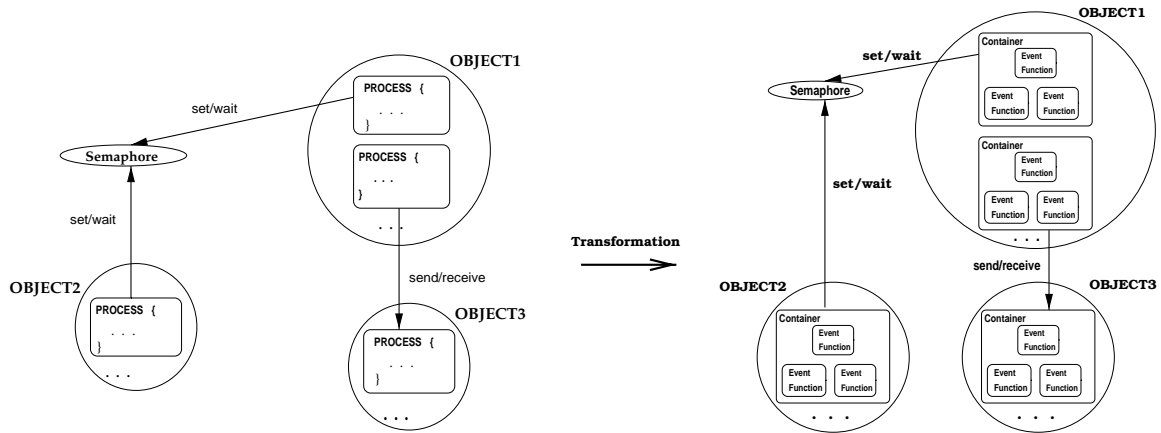 OBJECT1
PROCESS {
. . .
}
PROCESS {
. . .
}
. . .
set/wait
Semaphore
set/wait
OBJECT2
PROCESS {
. . .
}
. . .
send/receive
OBJECT3
PROCESS {
. . .
}
. . .
Transformation
OBJECT1
Container
Event
Function
Event
Function
Event
Function
Container
Event
Function
Event
Function
Event
Function
. . .
set/wait
Semaphore
set/wait
send/receive
OBJECT2
Container
Event
Function
Event
Function
Event
Function
. . .
OBJECT3
Container
Event
Function
Event
Function
Event
Function
. . .